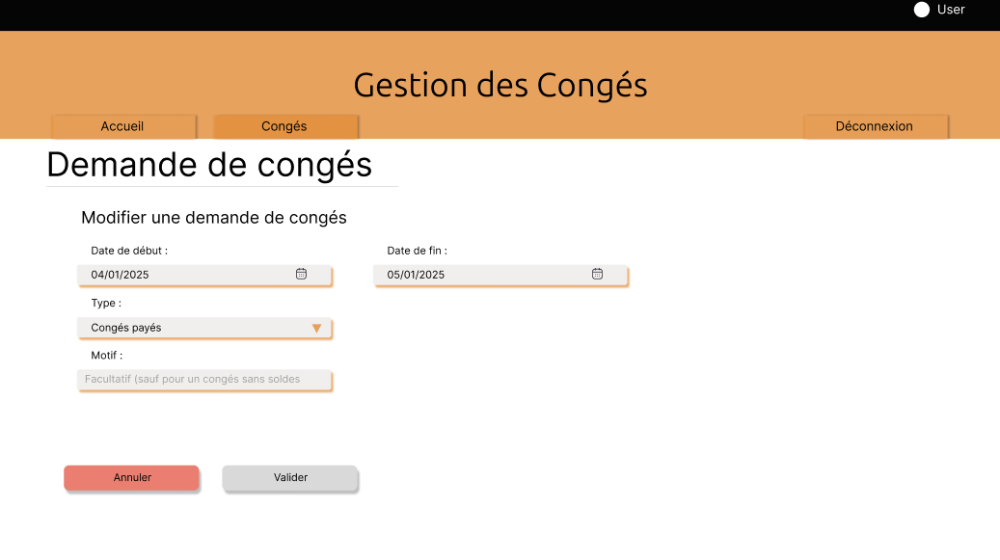 User
Gestion des Congés
Accueil
Congés
Déconnexion
Demande de congés
Modifier une demande de congés
Date de début :
Date de fin :
04/01/2025
05/01/2025
Type :
Congés payés
Motif :
Facultatif (sauf pour un congés sans soldes
Annuler
Valider